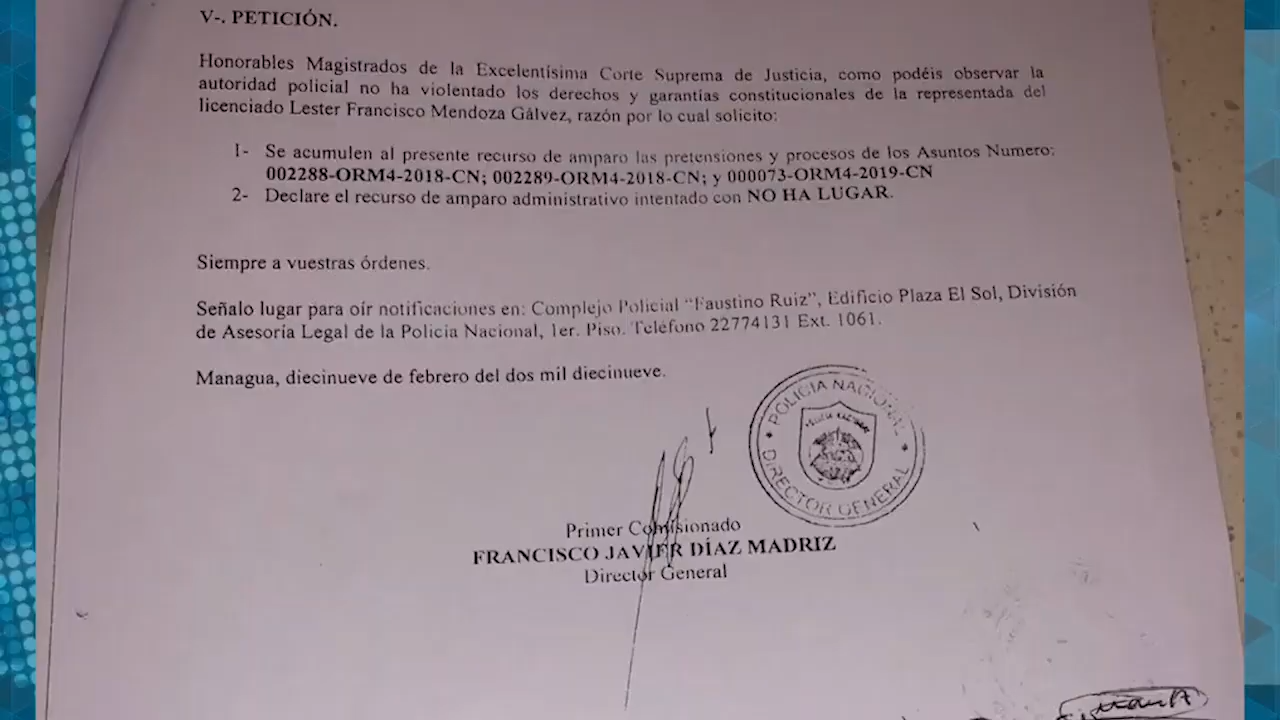 V-. PETICIÓN.
Honorables Magistrados de la Excelentísima Corte Suprema de Justicia, como podéis observar la
autoridad policial no ha violentado los derechos y garantías constitucionales de la representada del
licenciado Lester Francisco Mendoza Gálvez, razón por lo cual solicito:
1- Se acumulen al presente recurso de amparo las pretensiones y procesos de los Asuntos Numero:
002288-ORM4-2018-CN; 002289-ORM4-2018-CN; y 000073-ORM4-2019-CN
2- Declare el recurso de amparo administrativo intentado con NO HA LUGAR.
Siempre a vuestras órdenes.
Señalo lugar para oír notificaciones en: Complejo Policial “Faustino Ruiz”, Edificio Plaza El Sol, División
de Asesoría Legal de la Policía Nacional, 1er. Piso. Teléfono 22774131 Ext. 1061.
Managua, diecinueve de febrero del dos mil diecinueve.
POLICIA NACIONAL
DIRECTOR GENERAL
Primer Comisionado
FRANCISCO JAVIER DÍAZ MADRIZ
Director General